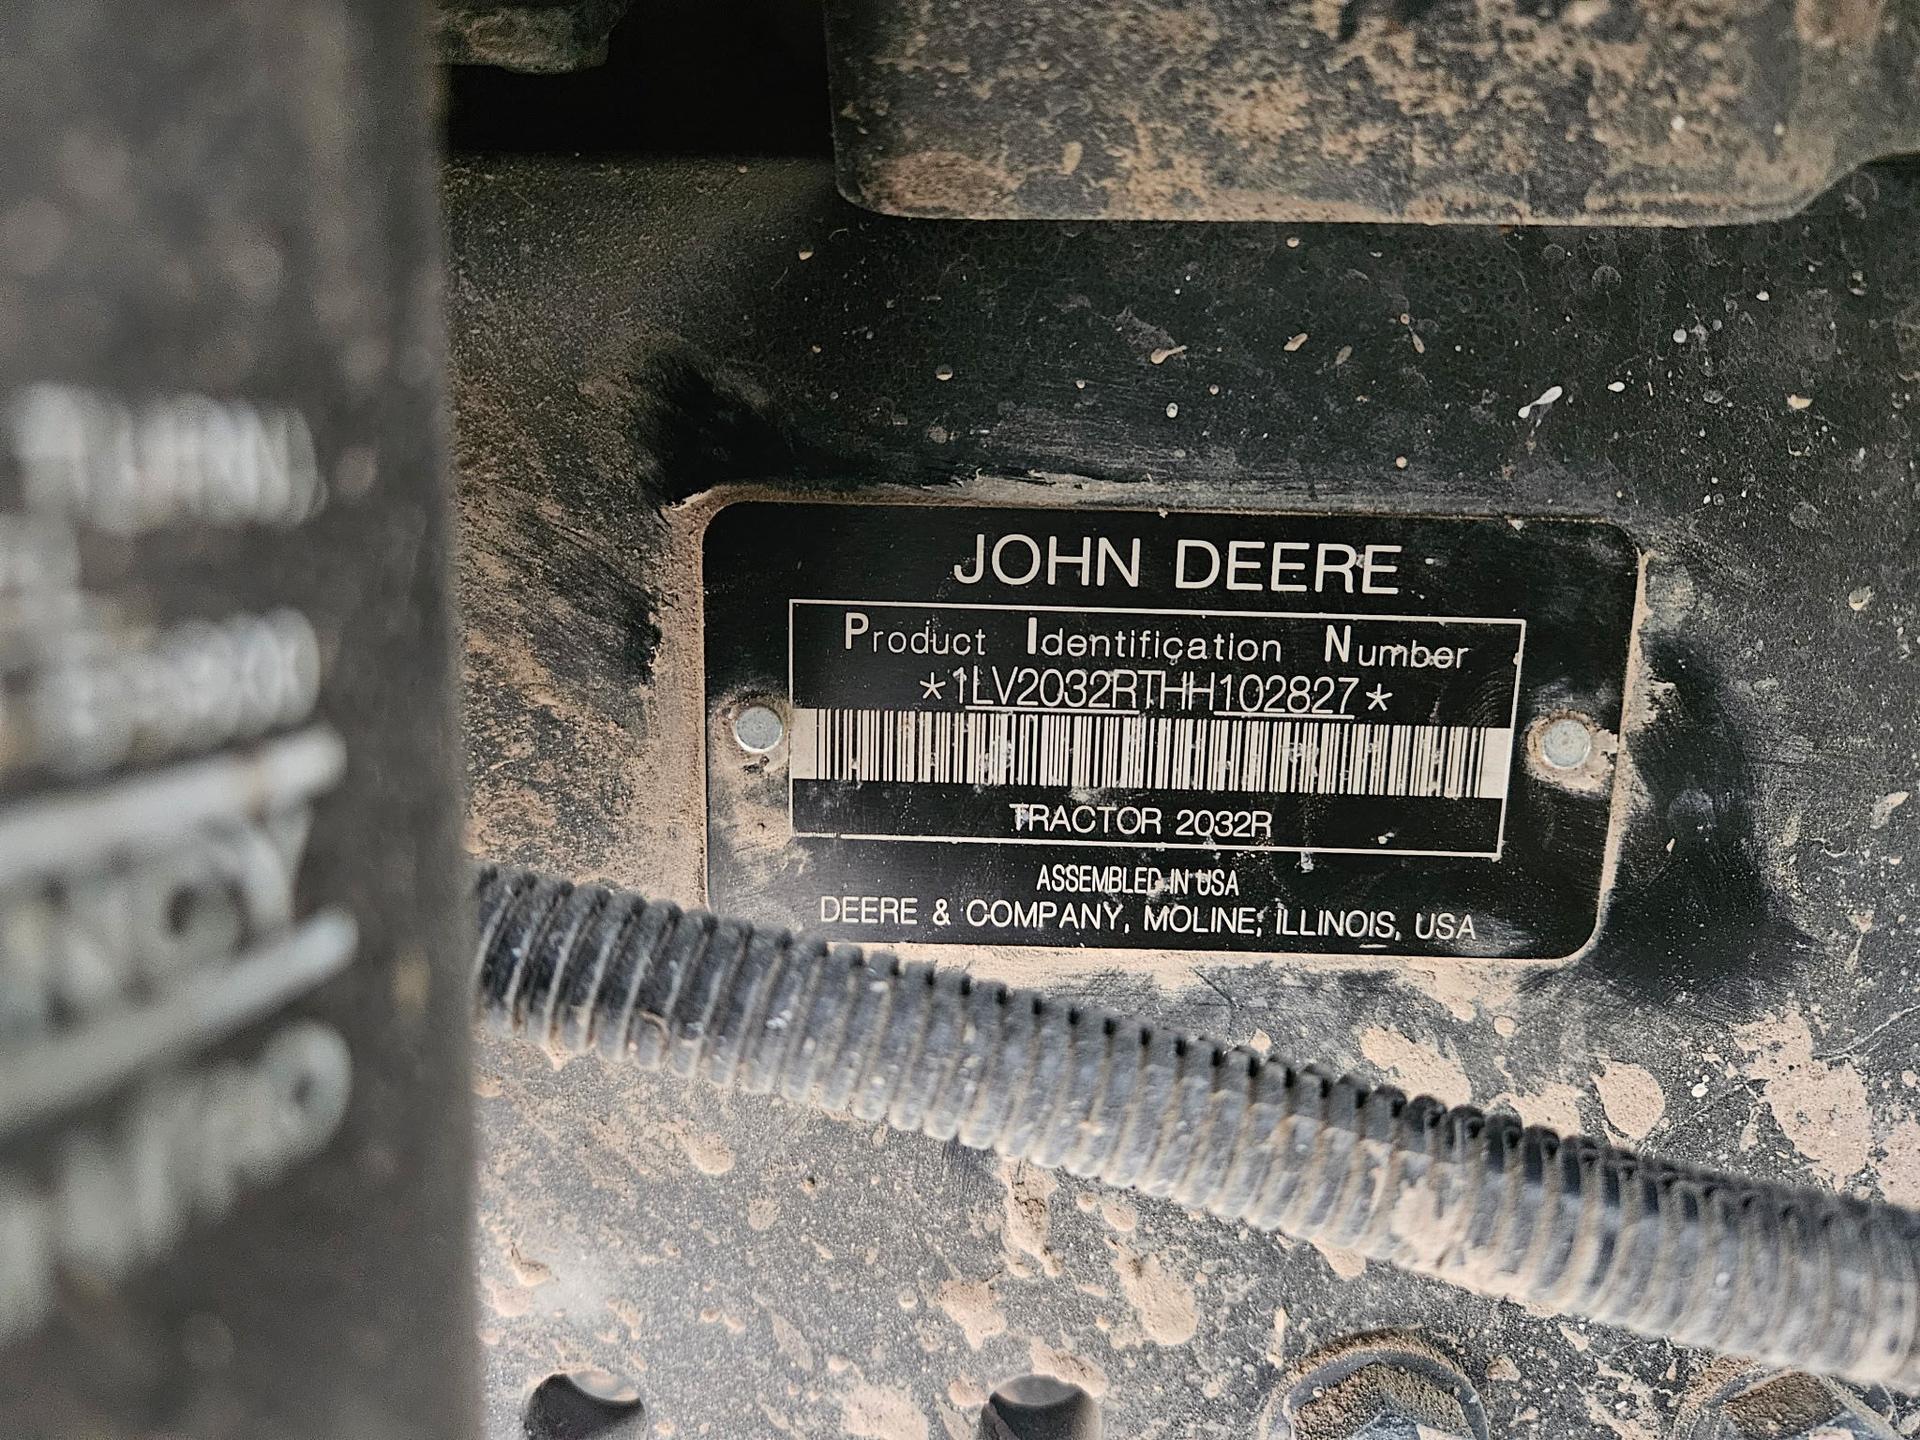 JOHN DEERE
Product Identification Number
*1LV2032RTHH102827*
TRACTOR 2032R
ASSEMBLED IN USA
DEERE & COMPANY, MOLINE, ILLINOIS, USA